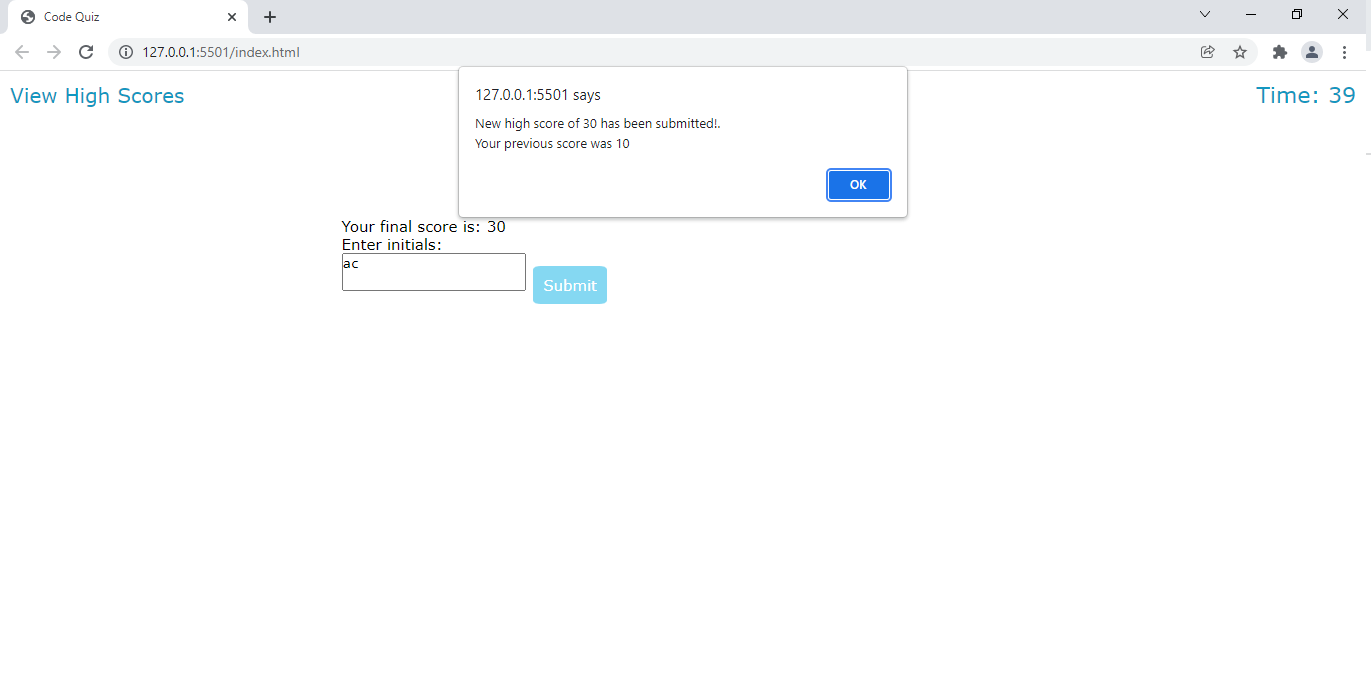 Code Quiz
127.0.0.1:5501/index.html
View High Scores
Time: 39
127.0.0.1:5501 says
New high score of 30 has been submitted!.
Your previous score was 10
OK
Your final score is: 30
Enter initials:
ac
Submit